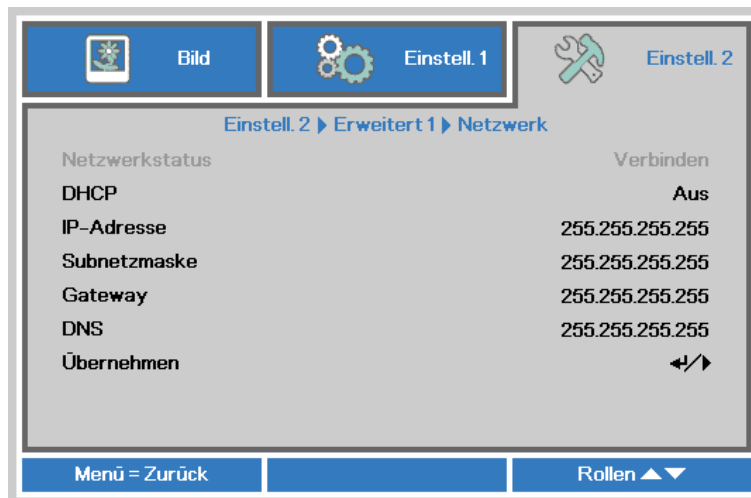 Bild Einstell. 1 Einstell. 2
Einstell. 2 ▶ Erweitert 1 ▶ Netzwerk
Netzwerkstatus Verbinden
DHCP Aus
IP-Adresse 255.255.255.255
Subnetzmaske 255.255.255.255
Gateway 255.255.255.255
DNS 255.255.255.255
Übernehmen ↵/▶
Menü = Zurück Rollen ▲▼